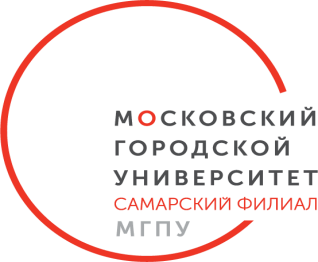 МОСКОВСКИЙ
ГОРОДСКОЙ
УНИВЕРСИТЕТ
САМАРСКИЙ ФИЛИАЛ
МГПУ